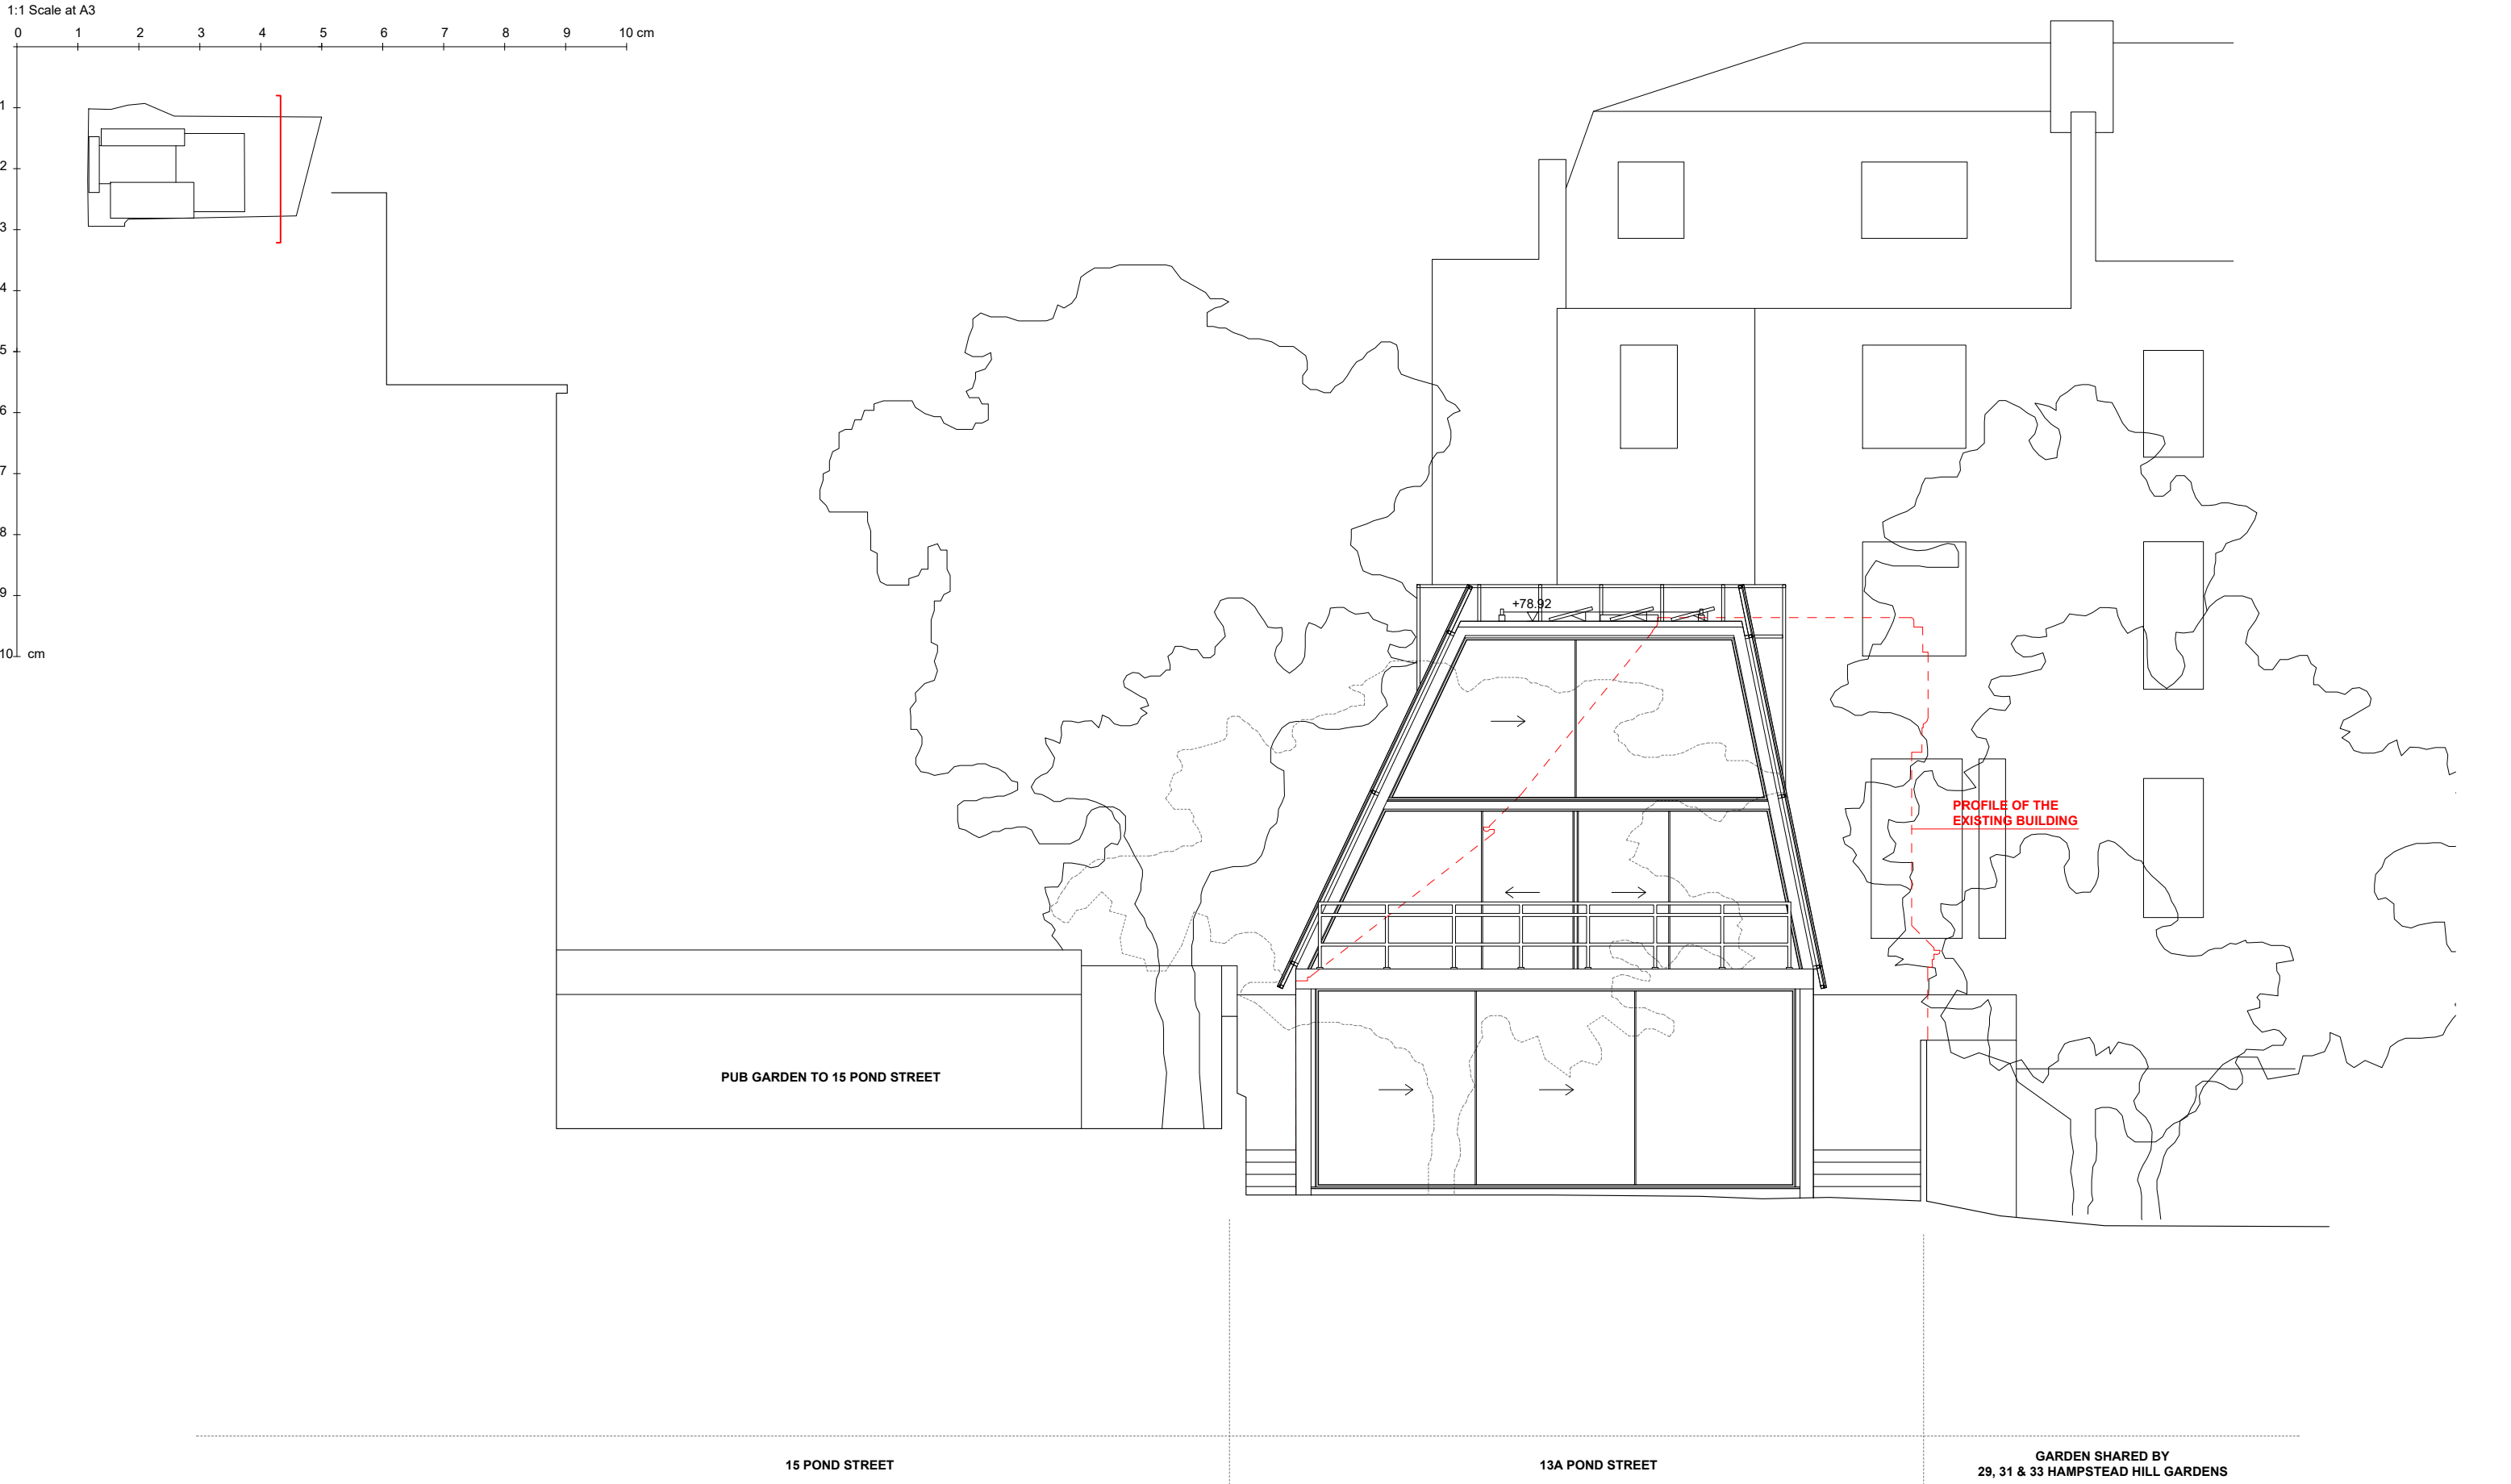 1:1 Scale at A3
0 1 2 3 4 5 6 7 8 9 10 cm
1
2
3
4
5
6
7
8
9
10 cm
+78.92
PROFILE OF THE
EXISTING BUILDING
PUB GARDEN TO 15 POND STREET
15 POND STREET
13A POND STREET
GARDEN SHARED BY
29, 31 & 33 HAMPSTEAD HILL GARDENS